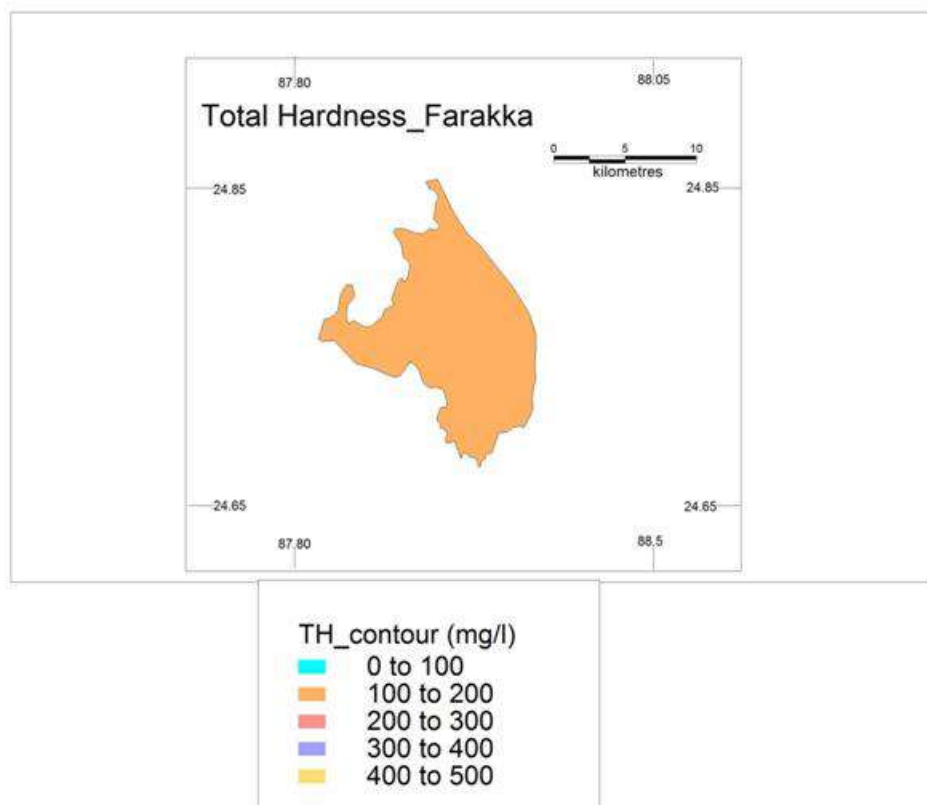 87.80 88.05
Total Hardness_Farakka
0 5 10
kilometres
24.85 24.85
24.65 24.65
87.80 88.5
TH_contour (mg/l)
0 to 100
100 to 200
200 to 300
300 to 400
400 to 500